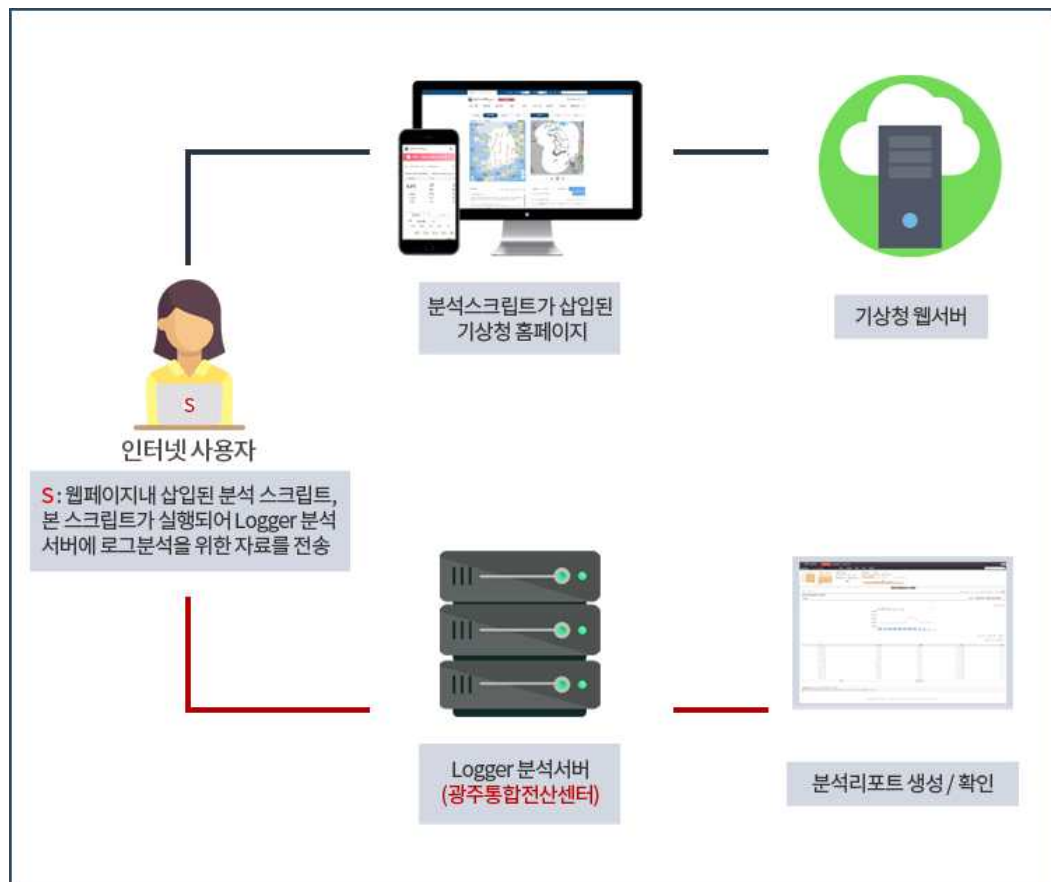 분석스크립트가 삽입된
기상청 홈페이지
기상청 웹서버
S
인터넷 사용자
S : 웹페이지내 삽입된 분석 스크립트,
본 스크립트가 실행되어 Logger 분석
서버에 로그분석을 위한 자료를 전송
Logger 분석서버
(광주통합전산센터)
분석리포트 생성 / 확인